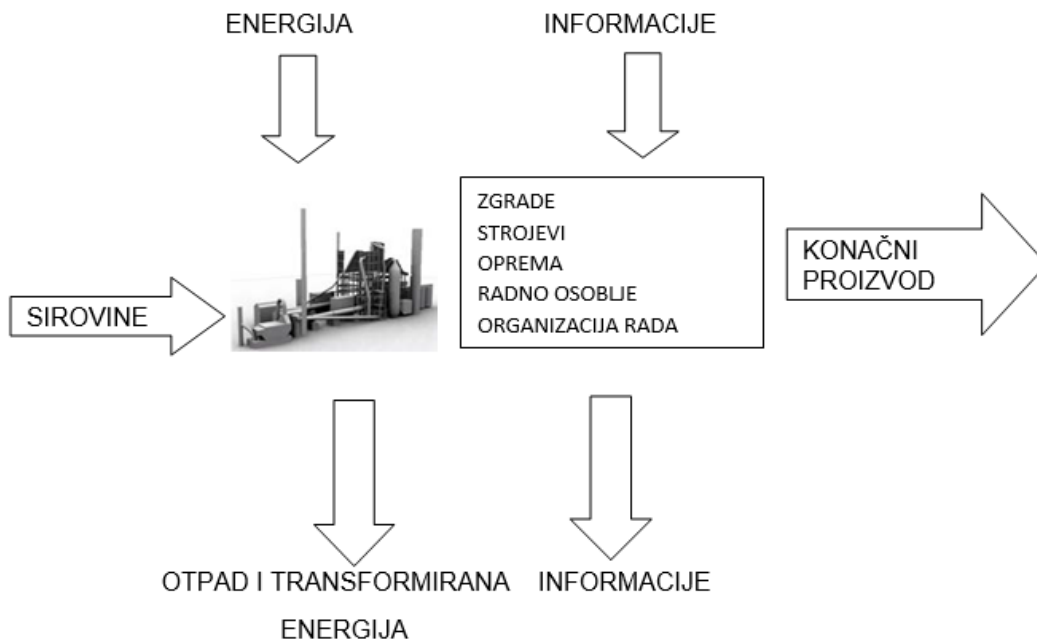 ENERGIJA
INFORMACIJE
ZGRADE
STROJEVI
OPREMA
RADNO OSOBLJE
ORGANIZACIJA RADA
SIROVINE
KONAČNI
PROIZVOD
OTPAD I TRANSFORMIRANA
ENERGIJA
INFORMACIJE